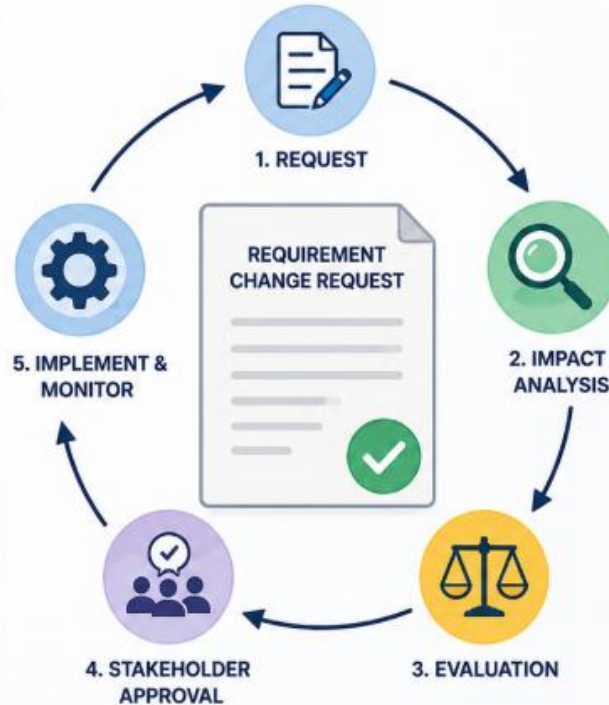 1. REQUEST
REQUIREMENT
CHANGE REQUEST
2. IMPACT
ANALYSIS
3. EVALUATION
4. STAKEHOLDER
APPROVAL
5. IMPLEMENT &
MONITOR